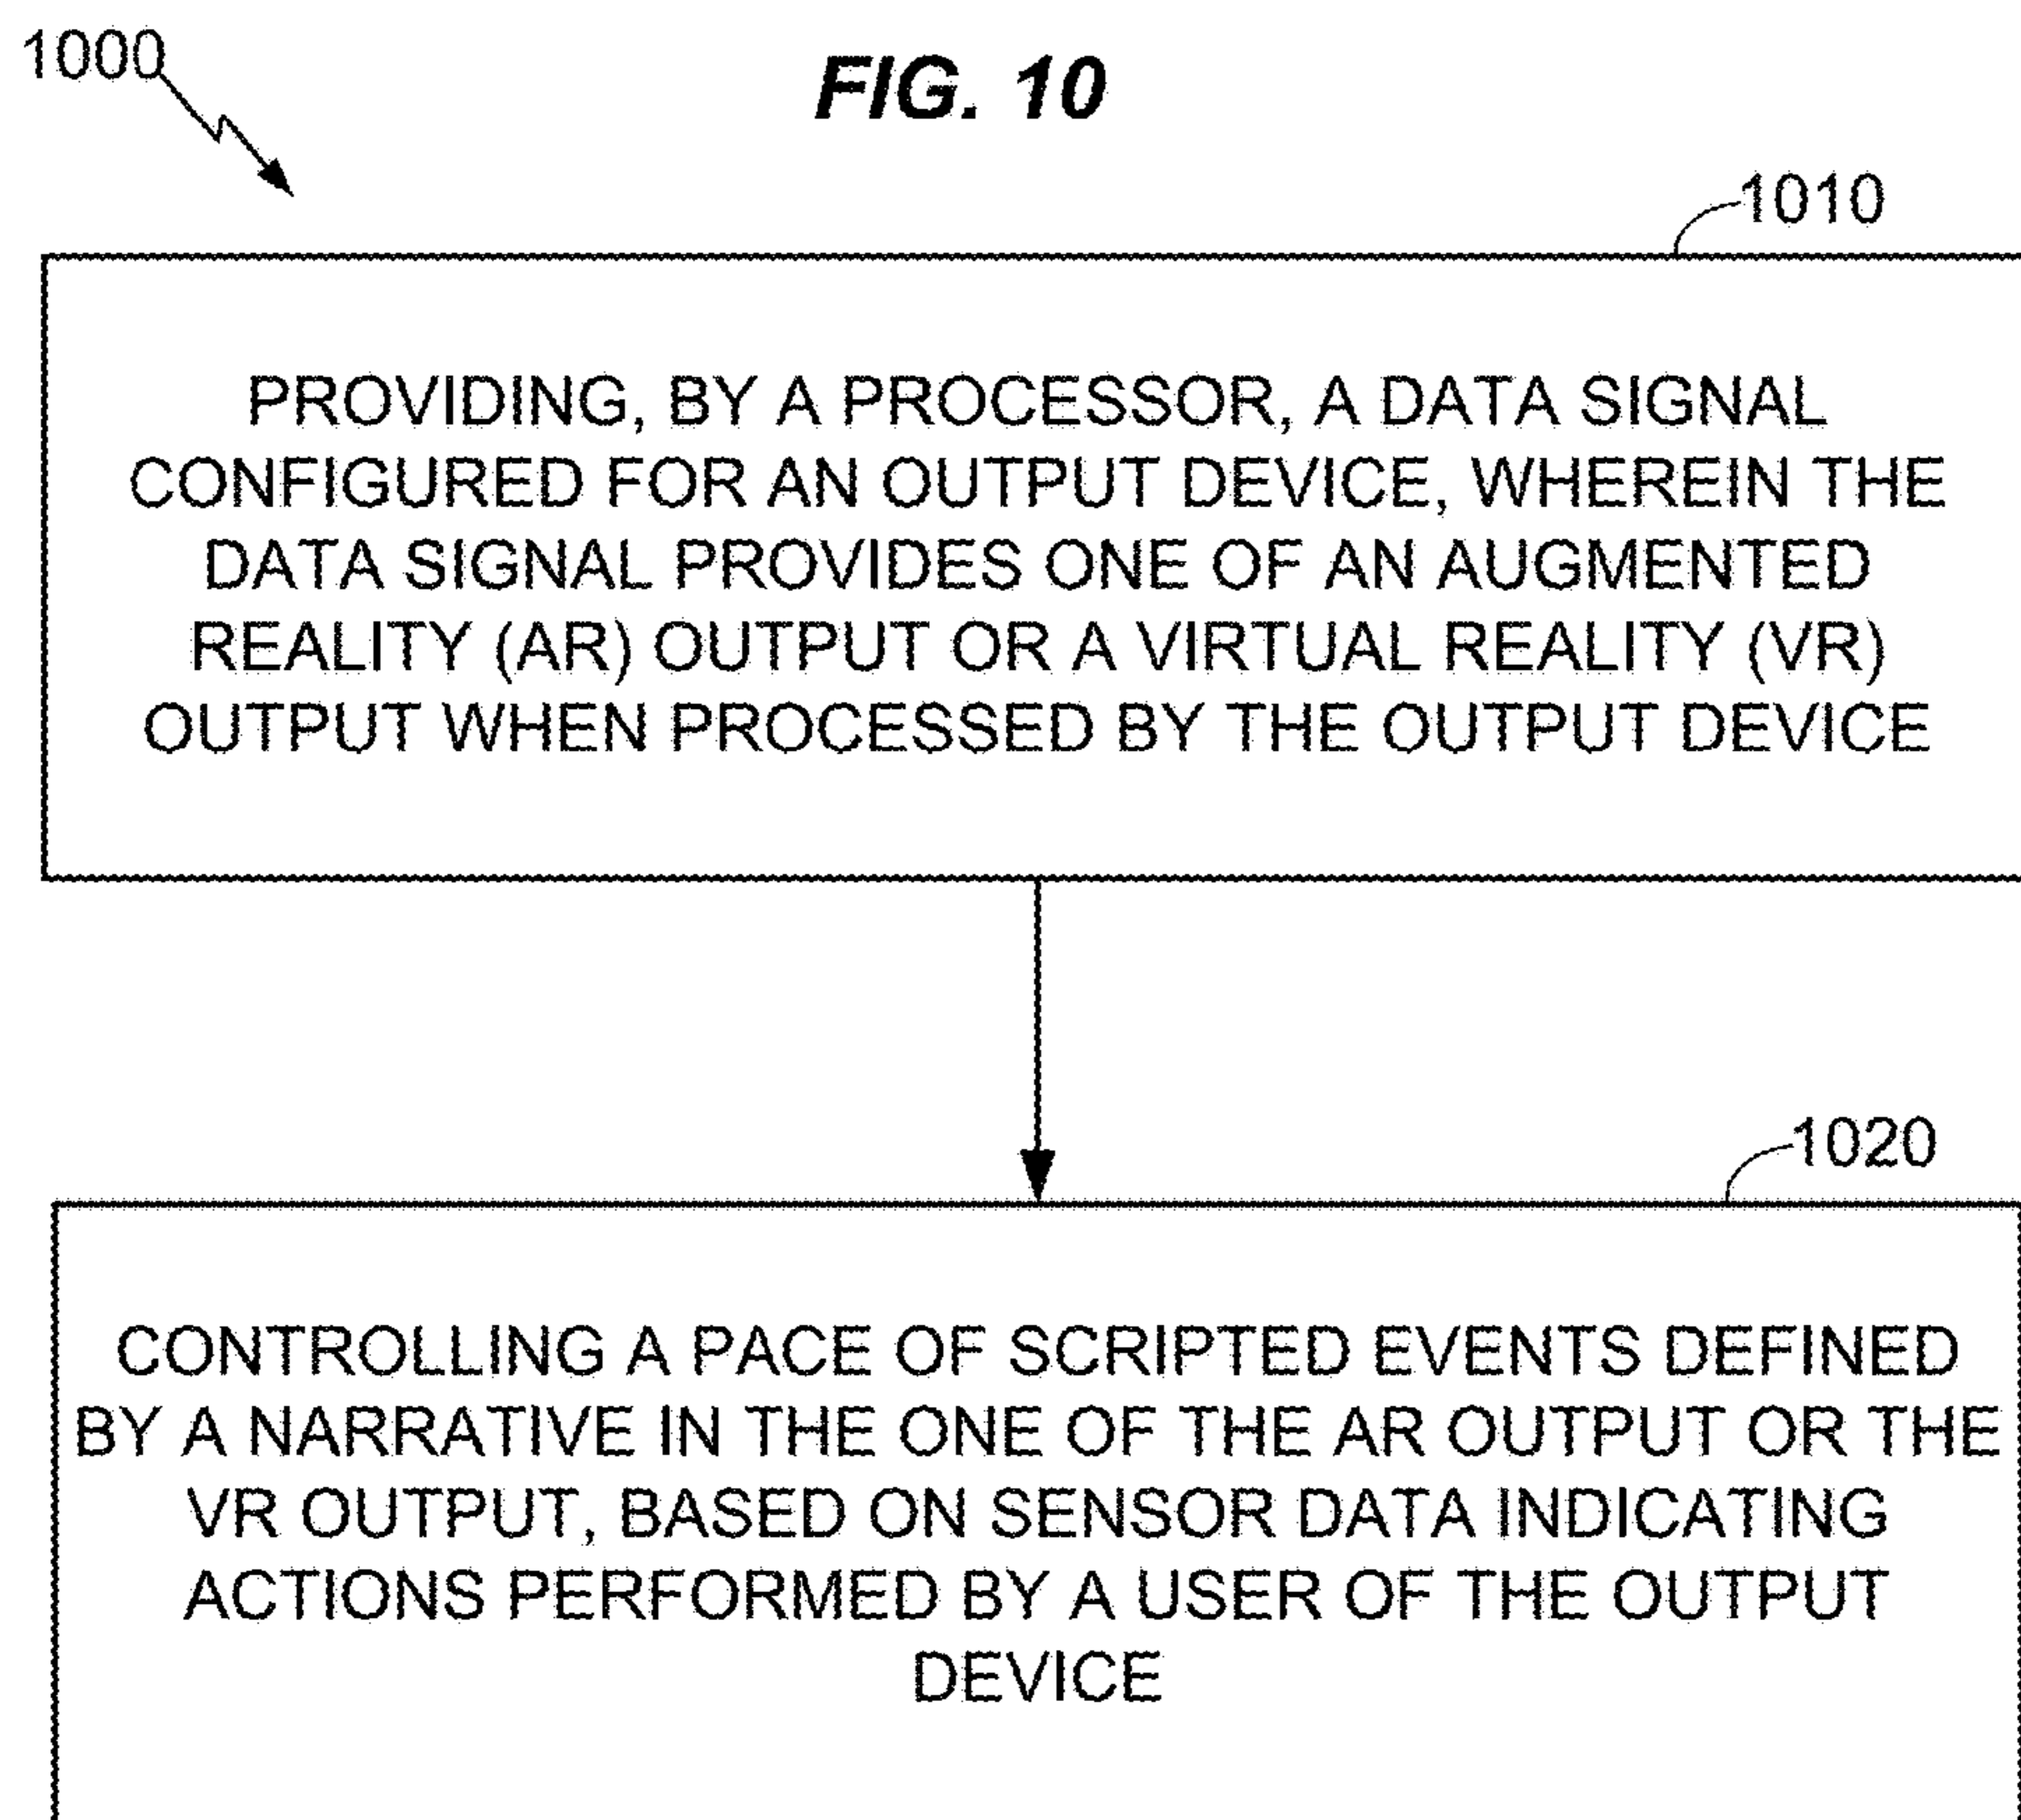 1000
FIG. 10
1010
PROVIDING, BY A PROCESSOR, A DATA SIGNAL
CONFIGURED FOR AN OUTPUT DEVICE, WHEREIN THE
DATA SIGNAL PROVIDES ONE OF AN AUGMENTED
REALITY (AR) OUTPUT OR A VIRTUAL REALITY (VR)
OUTPUT WHEN PROCESSED BY THE OUTPUT DEVICE
1020
CONTROLLING A PACE OF SCRIPTED EVENTS DEFINED
BY A NARRATIVE IN THE ONE OF THE AR OUTPUT OR THE
VR OUTPUT, BASED ON SENSOR DATA INDICATING
ACTIONS PERFORMED BY A USER OF THE OUTPUT
DEVICE